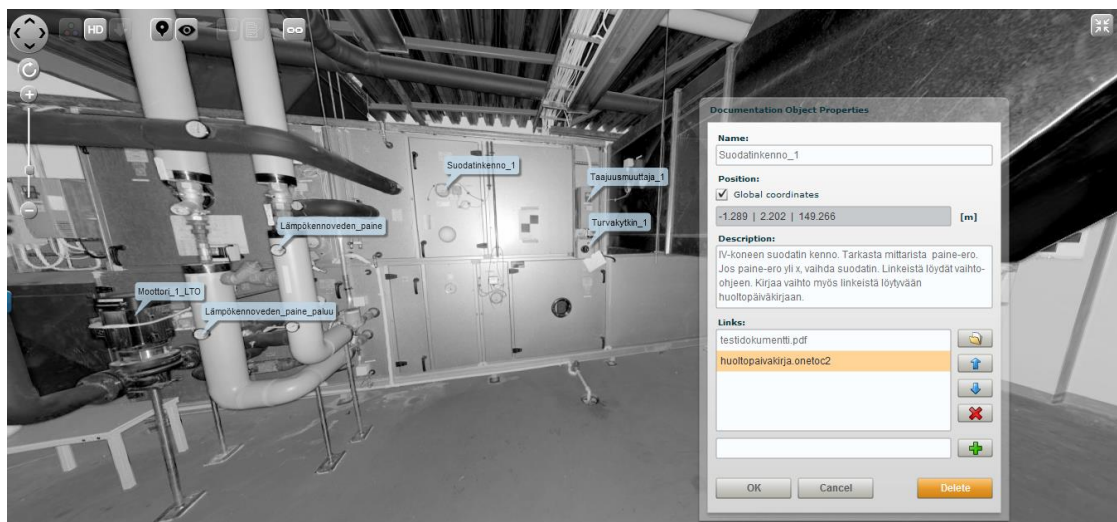 HD
Suodatinkenno_1
Taajuusmuuttaja_1
Lämpökennoveden_paine
Turvakytkin_1
Moottori_1_LTO
Lämpökennoveden_paine_paluu
Documentation Object Properties
Name:
Suodatinkenno_1
Position:
Global coordinates
-1.289 | 2.202 | 149.266 [m]
Description:
IV-koneen suodatin kenno. Tarkasta mittarista paine-ero.
Jos paine-ero yli x, vaihda suodatin. Linkeistä löydät vaihto-
ohjeen. Kirjaa vaihto myös linkeistä löytyvään
huoltopäiväkirjaan.
Links:
testidokumentti.pdf
huoltopaivakirja.onetoc2
OK Cancel Delete